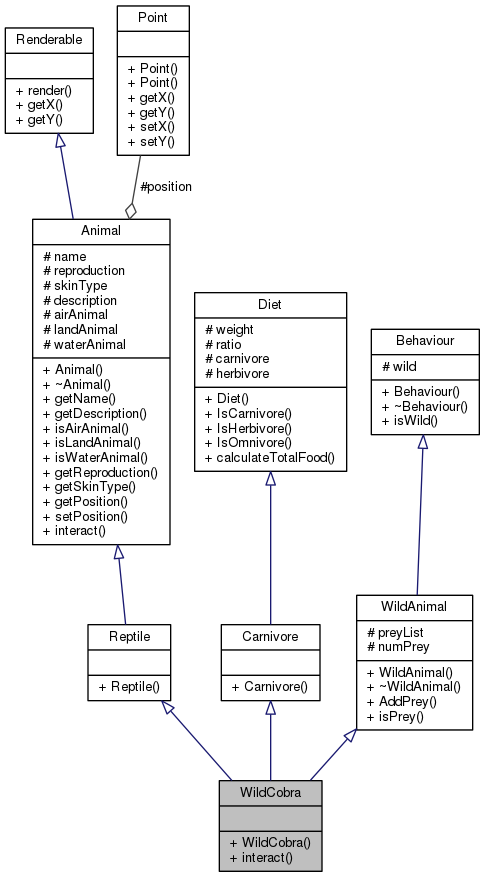 Point
+ Point()
+ Point()
+ getX()
+ getY()
+ setX()
+ setY()
Renderable
+ render()
+ getX()
+ getY()
#position
Animal
# name
# reproduction
# skinType
# description
# airAnimal
# landAnimal
# waterAnimal
+ Animal()
+ ~Animal()
+ getName()
+ getDescription()
+ isAirAnimal()
+ isLandAnimal()
+ isWaterAnimal()
+ getReproduction()
+ getSkinType()
+ getPosition()
+ setPosition()
+ interact()
Diet
# weight
# ratio
# carnivore
# herbivore
+ Diet()
+ IsCarnivore()
+ IsHerbivore()
+ IsOmnivore()
+ calculateTotalFood()
Behaviour
# wild
+ Behaviour()
+ ~Behaviour()
+ isWild()
Reptile
+ Reptile()
Carnivore
+ Carnivore()
WildAnimal
# preyList
# numPrey
+ WildAnimal()
+ ~WildAnimal()
+ AddPrey()
+ isPrey()
WildCobra
+ WildCobra()
+ interact()